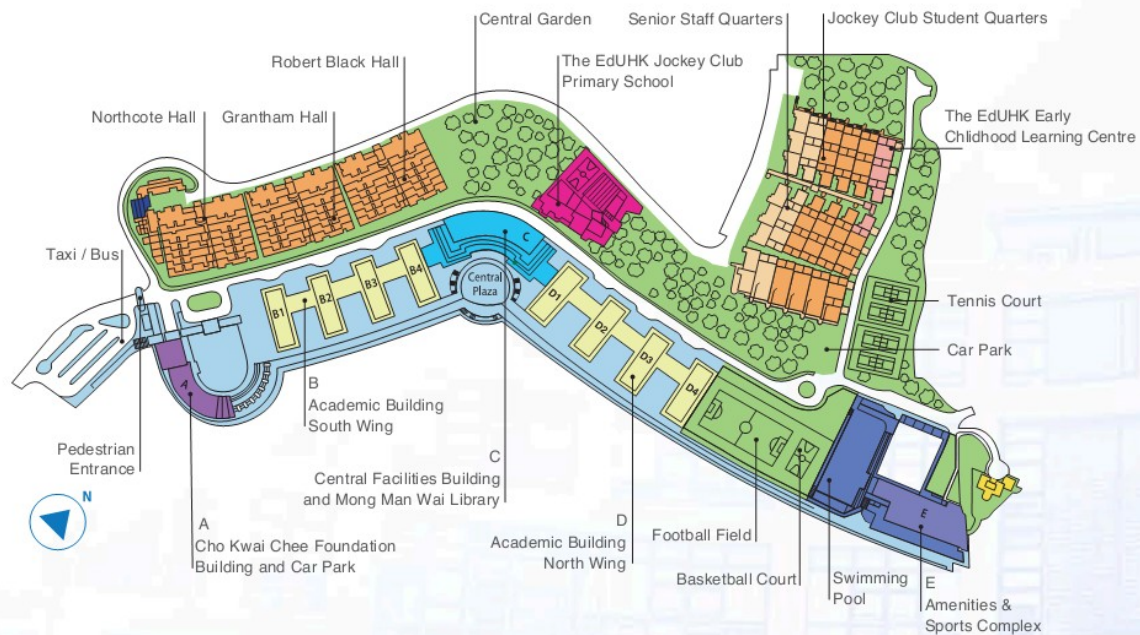 Central Garden
Senior Staff Quarters
Jockey Club Student Quarters
Robert Black Hall
The EdUHK Jockey Club
Primary School
Northcote Hall
Grantham Hall
The EdUHK Early
Chlidhood Learning Centre
Taxi / Bus
C
Central
Plaza
B1
B2
B3
B4
D1
D2
D3
D4
Tennis Court
Car Park
A
E
Pedestrian
Entrance
B
Academic Building
South Wing
C
Central Facilities Building
and Mong Man Wai Library
N
A
Cho Kwai Chee Foundation
Building and Car Park
D
Academic Building
North Wing
Football Field
Basketball Court
Swimming
Pool
E
Amenities &
Sports Complex